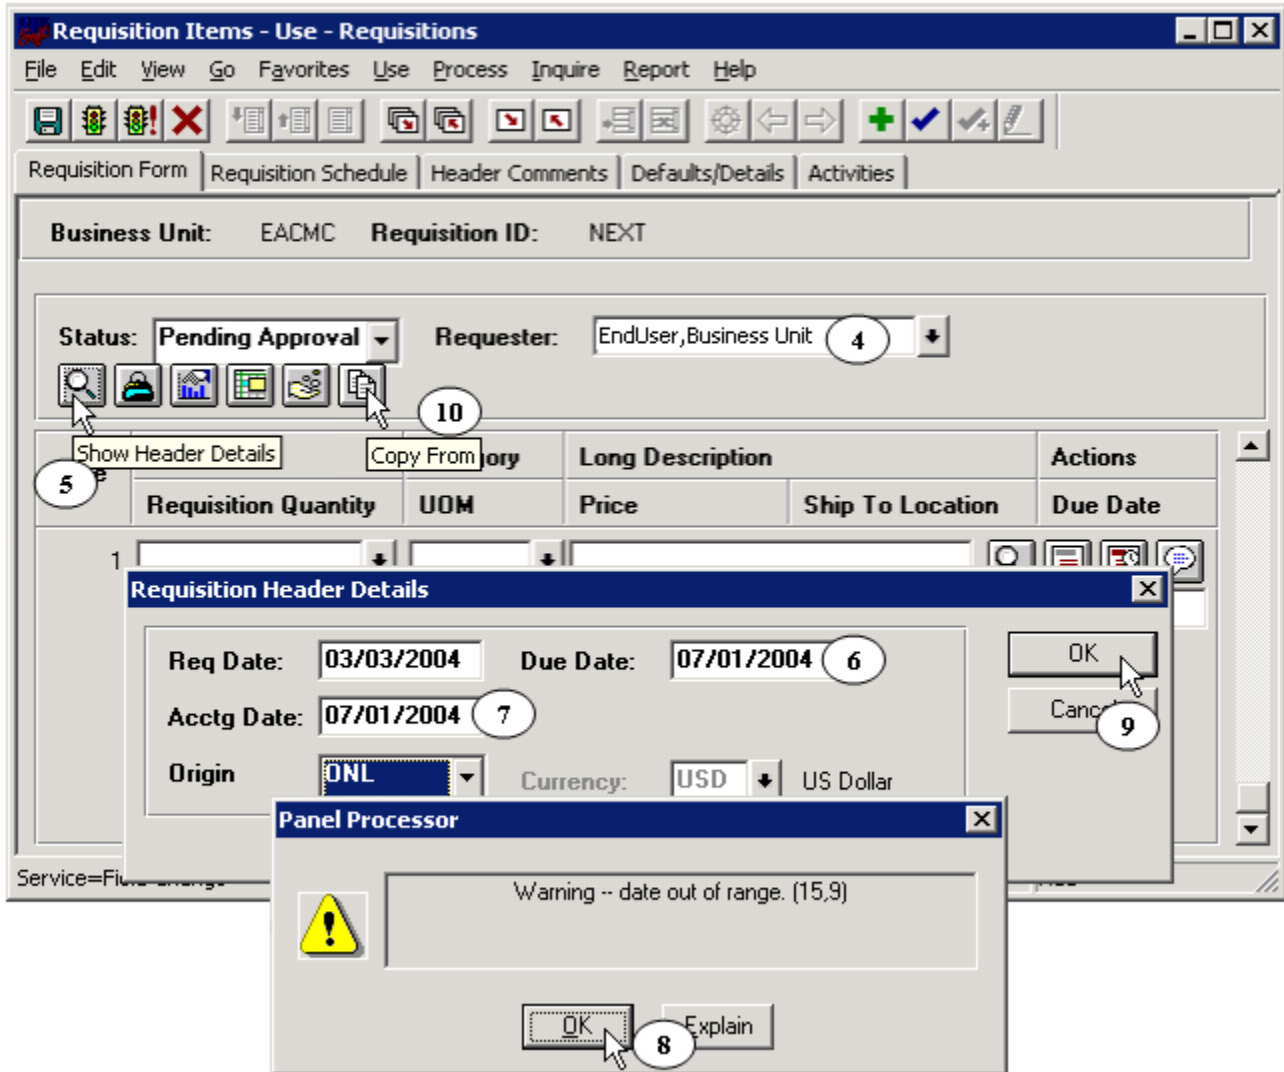 Requisition Items - Use - Requisitions
File Edit View Go Favorites Use Process Inquire Report Help
Requisition Form Requisition Schedule Header Comments Defaults/Details Activities
Business Unit: EACMC Requisition ID: NEXT
Status: Pending Approval Requester: EndUser,Business Unit 4
10
Show Header Details Copy From Long Description Actions
5
Requisition Quantity UOM Price Ship To Location Due Date
1
Requisition Header Details
Req Date: 03/03/2004 Due Date: 07/01/2004 6 OK
Acctg Date: 07/01/2004 7 Cancel 9
Origin ONL Currency: USD US Dollar
Panel Processor
Warning -- date out of range. (15,9)
OK 8 Explain